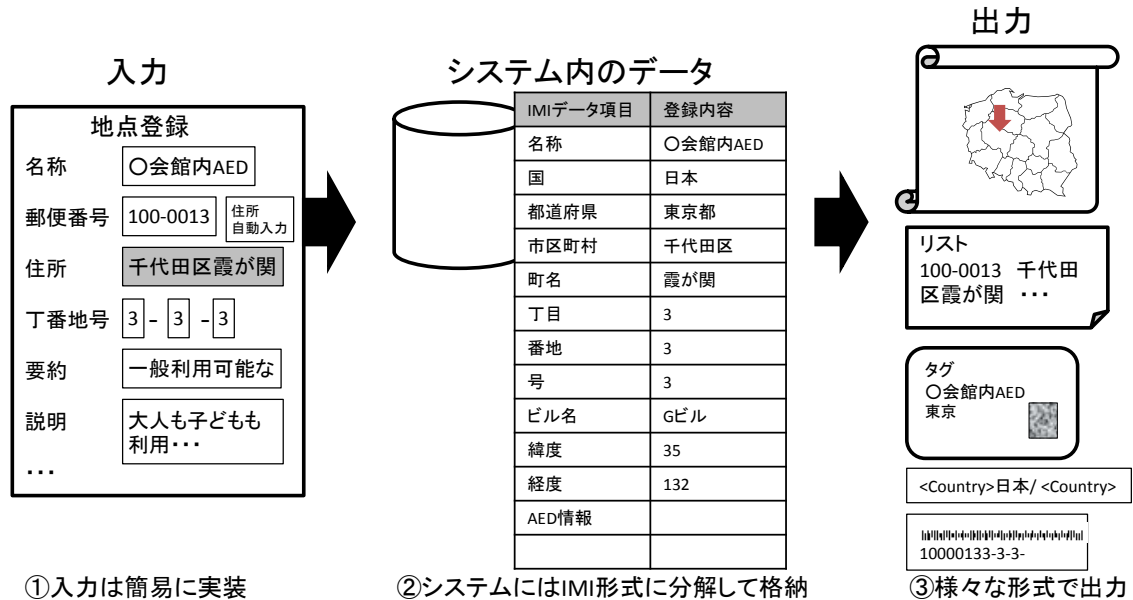 入力
地点登録
名称 〇会館内AED
郵便番号 100-0013 住所
自動入力
住所 千代田区霞が関
丁番地号 3 - 3 - 3
要約 一般利用可能な
説明 大人も子どもも
利用・・・
・・・
①入力は簡易に実装
システム内のデータ
IMIデータ項目 登録内容
名称 〇会館内AED
国 日本
都道府県 東京都
市区町村 千代田区
町名 霞が関
丁目 3
番地 3
号 3
ビル名 Gビル
緯度 35
経度 132
AED情報
②システムにはIMI形式に分解して格納
出力
リスト
100-0013 千代田
区霞が関 ・・・
タグ
〇会館内AED
東京
<Country>日本/ <Country>
10000133-3-3-
③様々な形式で出力